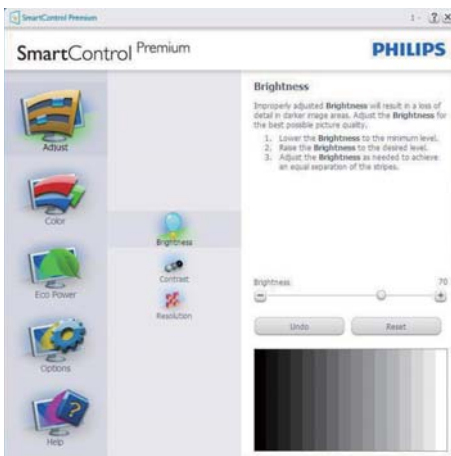 SmartControl Premium
SmartControl Premium
PHILIPS
Adjust
Color
Eco Power
Options
Help
Brightness
Contrast
Resolution
Brightness
Improperly adjusted Brightness will result in a loss of
detail in darker image areas. Adjust the Brightness for
the best possible picture quality.
1. Lower the Brightness to the minimum level.
2. Raise the Brightness to the desired level.
3. Adjust the Brightness as needed to achieve
an equal separation of the stripes.
Brightness 70
Undo Reset